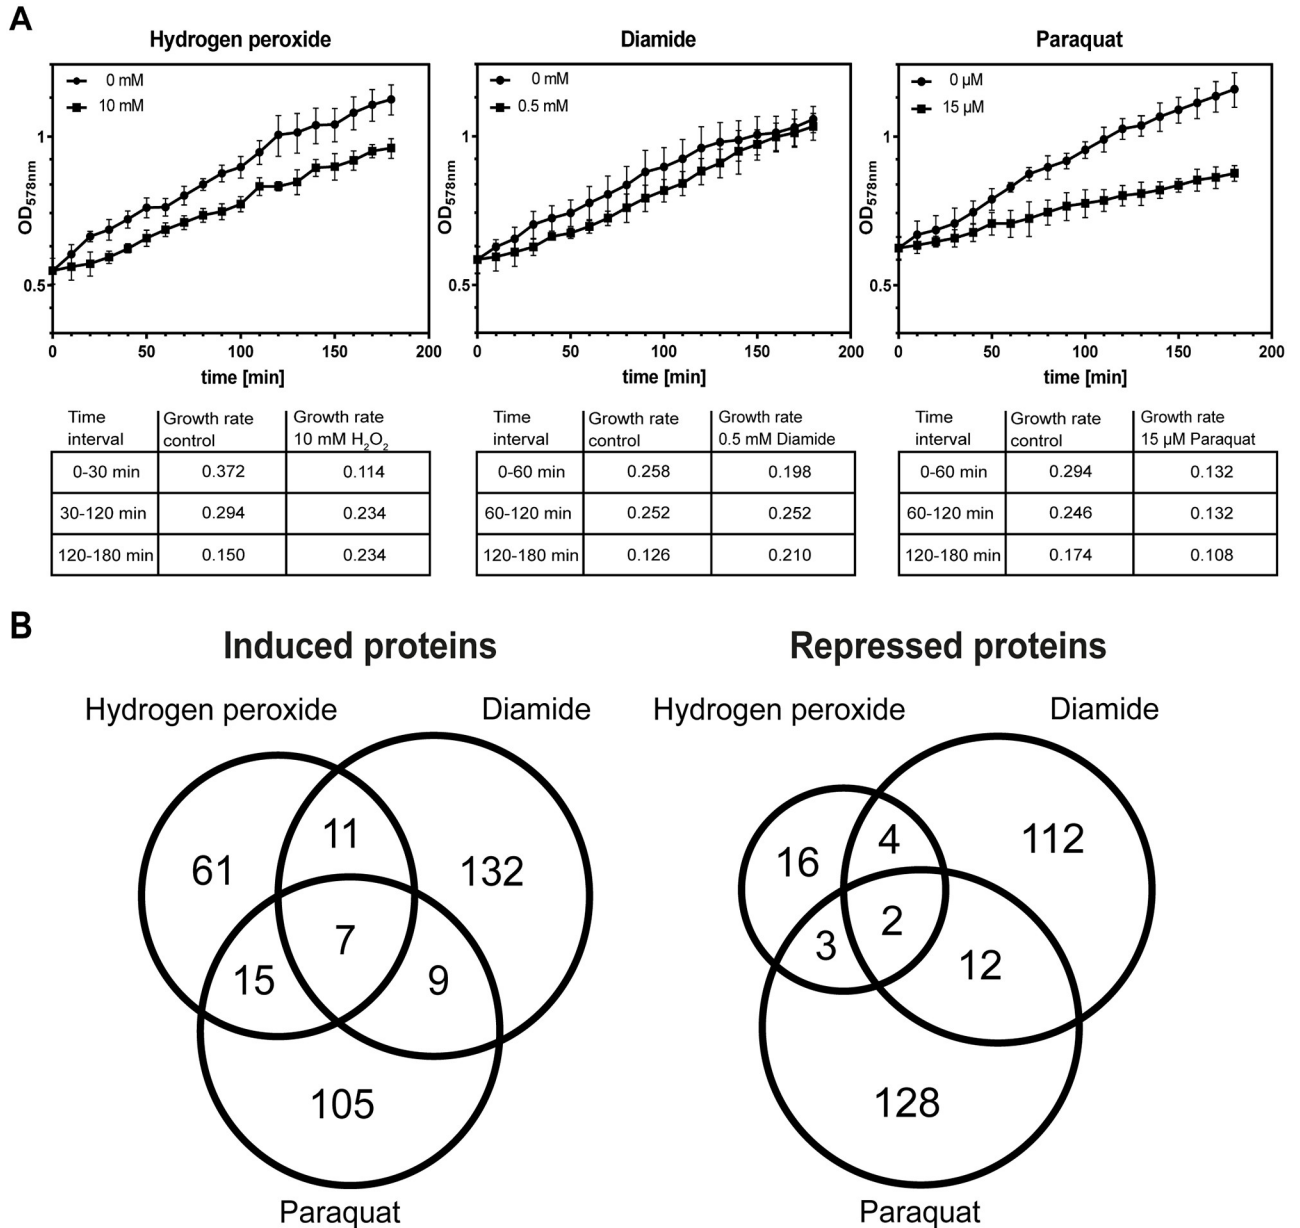 A
Hydrogen peroxide
0 mM
10 mM
1
0.5
OD578nm
0 50 100 150 200
time [min]
Diamide
0 mM
0.5 mM
1
0.5
OD578nm
0 50 100 150 200
time [min]
Paraquat
0 µM
15 µM
1
0.5
OD578nm
0 50 100 150 200
time [min]
Time interval Growth rate control Growth rate 10 mM H2O2
0-30 min 0.372 0.114
30-120 min 0.294 0.234
120-180 min 0.150 0.234
Time interval Growth rate control Growth rate 0.5 mM Diamide
0-60 min 0.258 0.198
60-120 min 0.252 0.252
120-180 min 0.126 0.210
Time interval Growth rate control Growth rate 15 µM Paraquat
0-60 min 0.294 0.132
60-120 min 0.246 0.132
120-180 min 0.174 0.108
B
Induced proteins
Hydrogen peroxide Diamide
11
61 132
7
15 9
105
Paraquat
Repressed proteins
Hydrogen peroxide Diamide
4
16 112
2
3 12
128
Paraquat